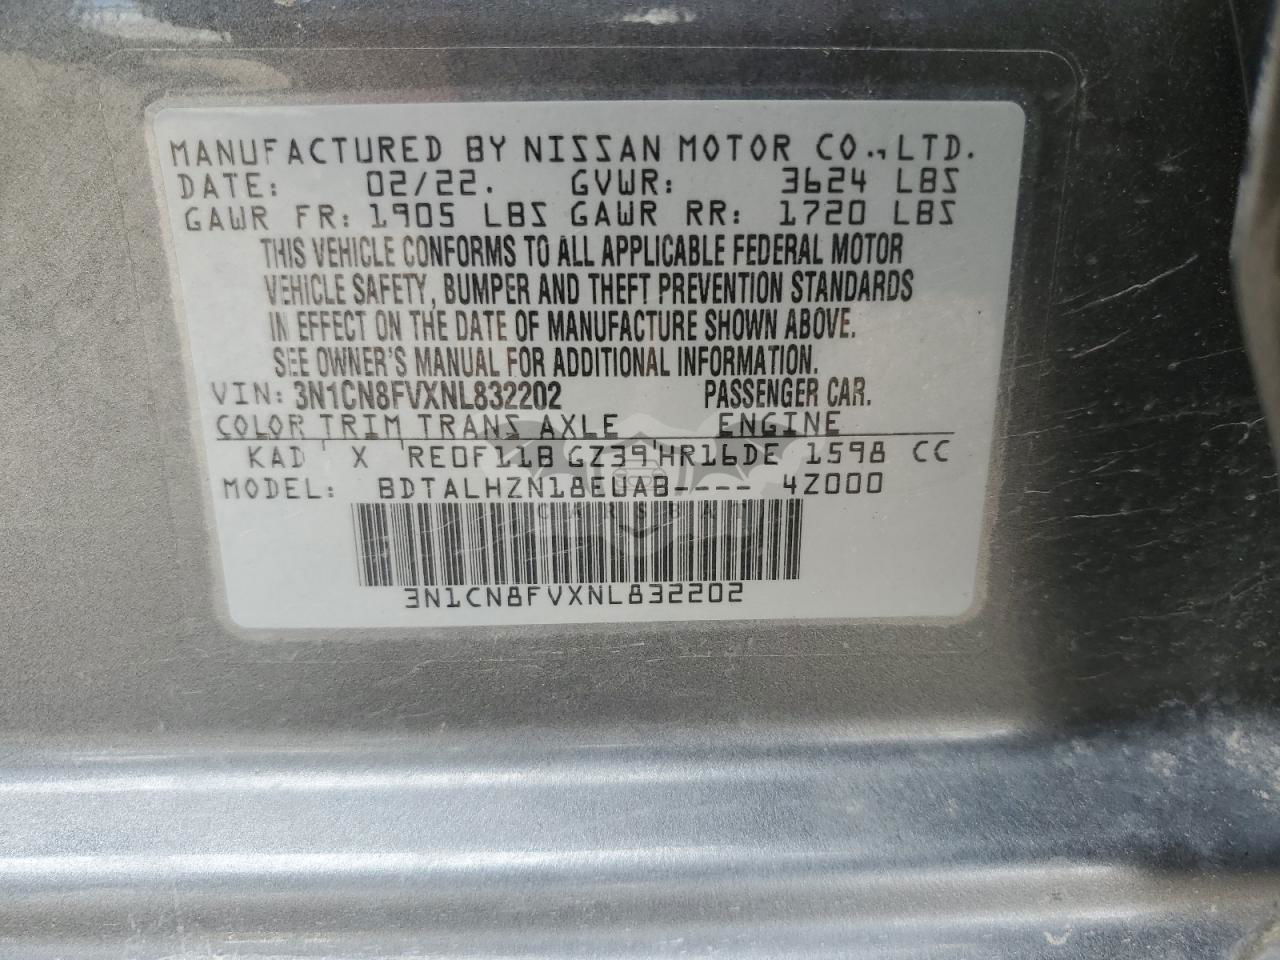 MANUFACTURED BY NISSAN MOTOR CO., LTD.
DATE: 02/22. GVWR: 3624 LBS
GAWR FR: 1905 LBS GAWR RR: 1720 LBS
THIS VEHICLE CONFORMS TO ALL APPLICABLE FEDERAL MOTOR
VEHICLE SAFETY, BUMPER AND THEFT PREVENTION STANDARDS
IN EFFECT ON THE DATE OF MANUFACTURE SHOWN ABOVE.
SEE OWNER'S MANUAL FOR ADDITIONAL INFORMATION.
VIN: 3N1CN8FVXNL832202 PASSENGER CAR.
COLOR TRIM TRANS AXLE ENGINE
KAD X RE0F11B GZ39 HR16DE 1598 CC
MODEL: BDTALHZN18EUAB---- 4Z000
CARSBAT
3N1CN8FVXNL832202